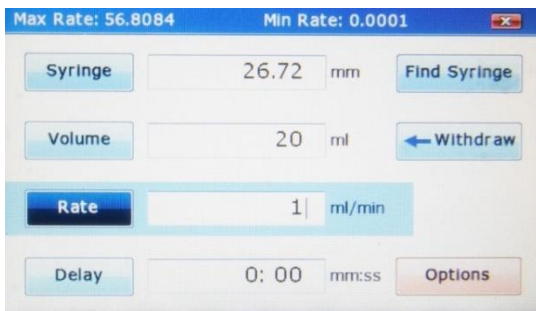 Max Rate: 56.8084 Min Rate: 0.0001
Syringe 26.72 mm Find Syringe
Volume 20 ml Withdraw
Rate 1 ml/min
Delay 0: 00 mm:ss Options